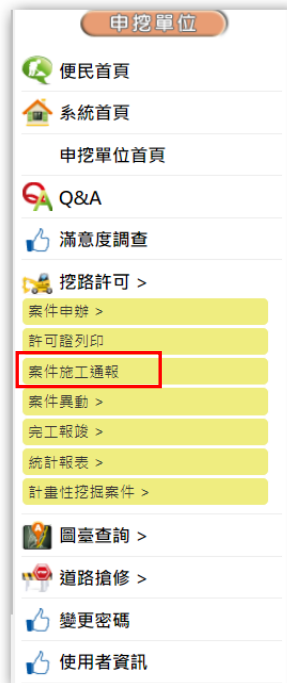 申挖單位
便民首頁
系統首頁
申挖單位首頁
Q&A
滿意度調查
挖路許可 >
案件申辦 >
許可證列印
案件施工通報
案件異動 >
完工報竣 >
統計報表 >
計畫性挖掘案件 >
圖臺查詢 >
道路搶修 >
變更密碼
使用者資訊